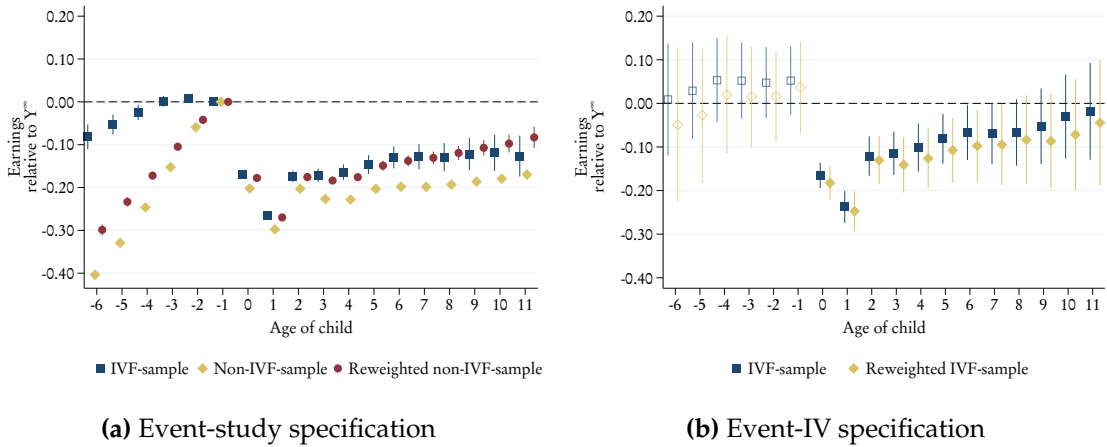 0.20
0.10
0.00
-0.10
-0.20
-0.30
-0.40
Earnings
relative to Y∞
-6 -5 -4 -3 -2 -1 0 1 2 3 4 5 6 7 8 9 10 11
Age of child
IVF-sample Non-IVF-sample Reweighted non-IVF-sample
(a) Event-study specification
0.20
0.10
0.00
-0.10
-0.20
-0.30
-0.40
Earnings
relative to Y∞
-6 -5 -4 -3 -2 -1 0 1 2 3 4 5 6 7 8 9 10 11
Age of child
IVF-sample Reweighted IVF-sample
(b) Event-IV specification